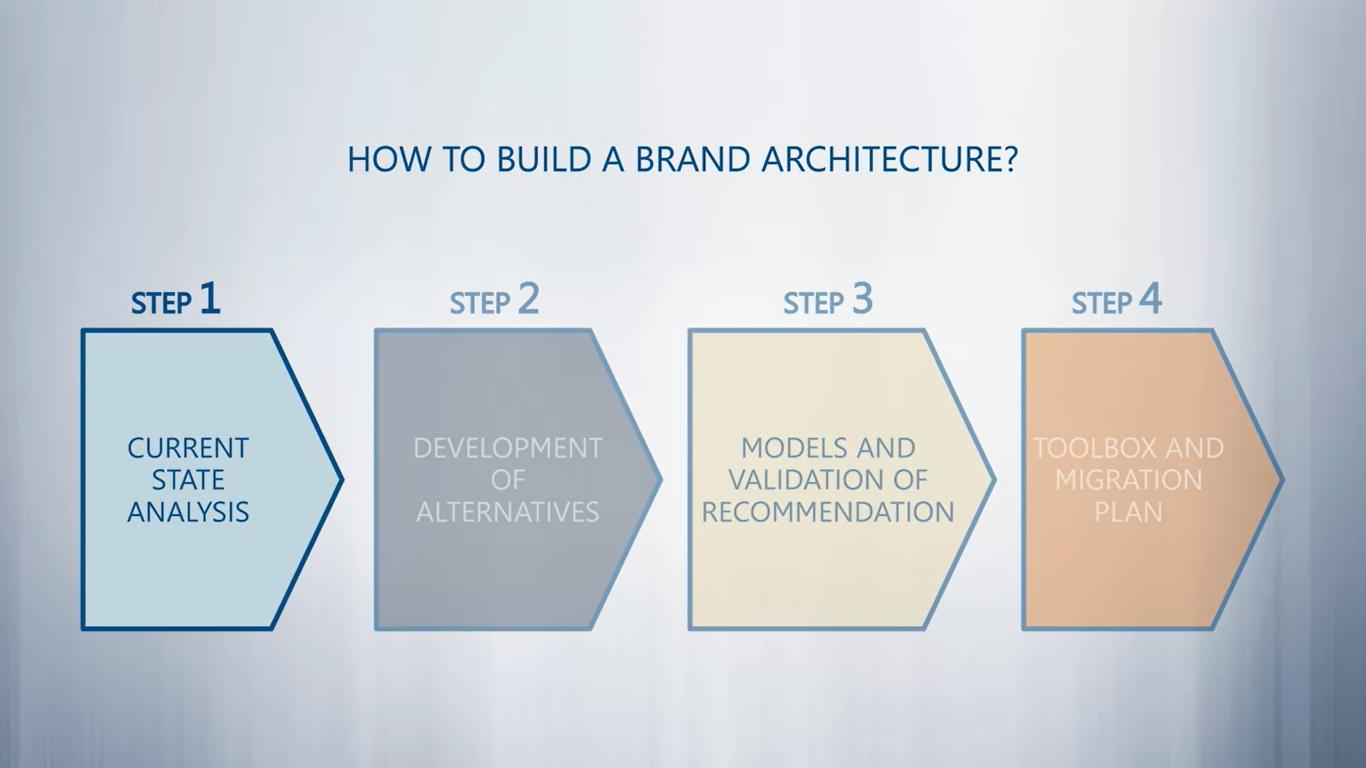 HOW TO BUILD A BRAND ARCHITECTURE?
STEP 1
CURRENT
STATE
ANALYSIS
STEP 2
DEVELOPMENT
OF
ALTERNATIVES
STEP 3
MODELS AND
VALIDATION OF
RECOMMENDATION
STEP 4
TOOLBOX AND
MIGRATION
PLAN